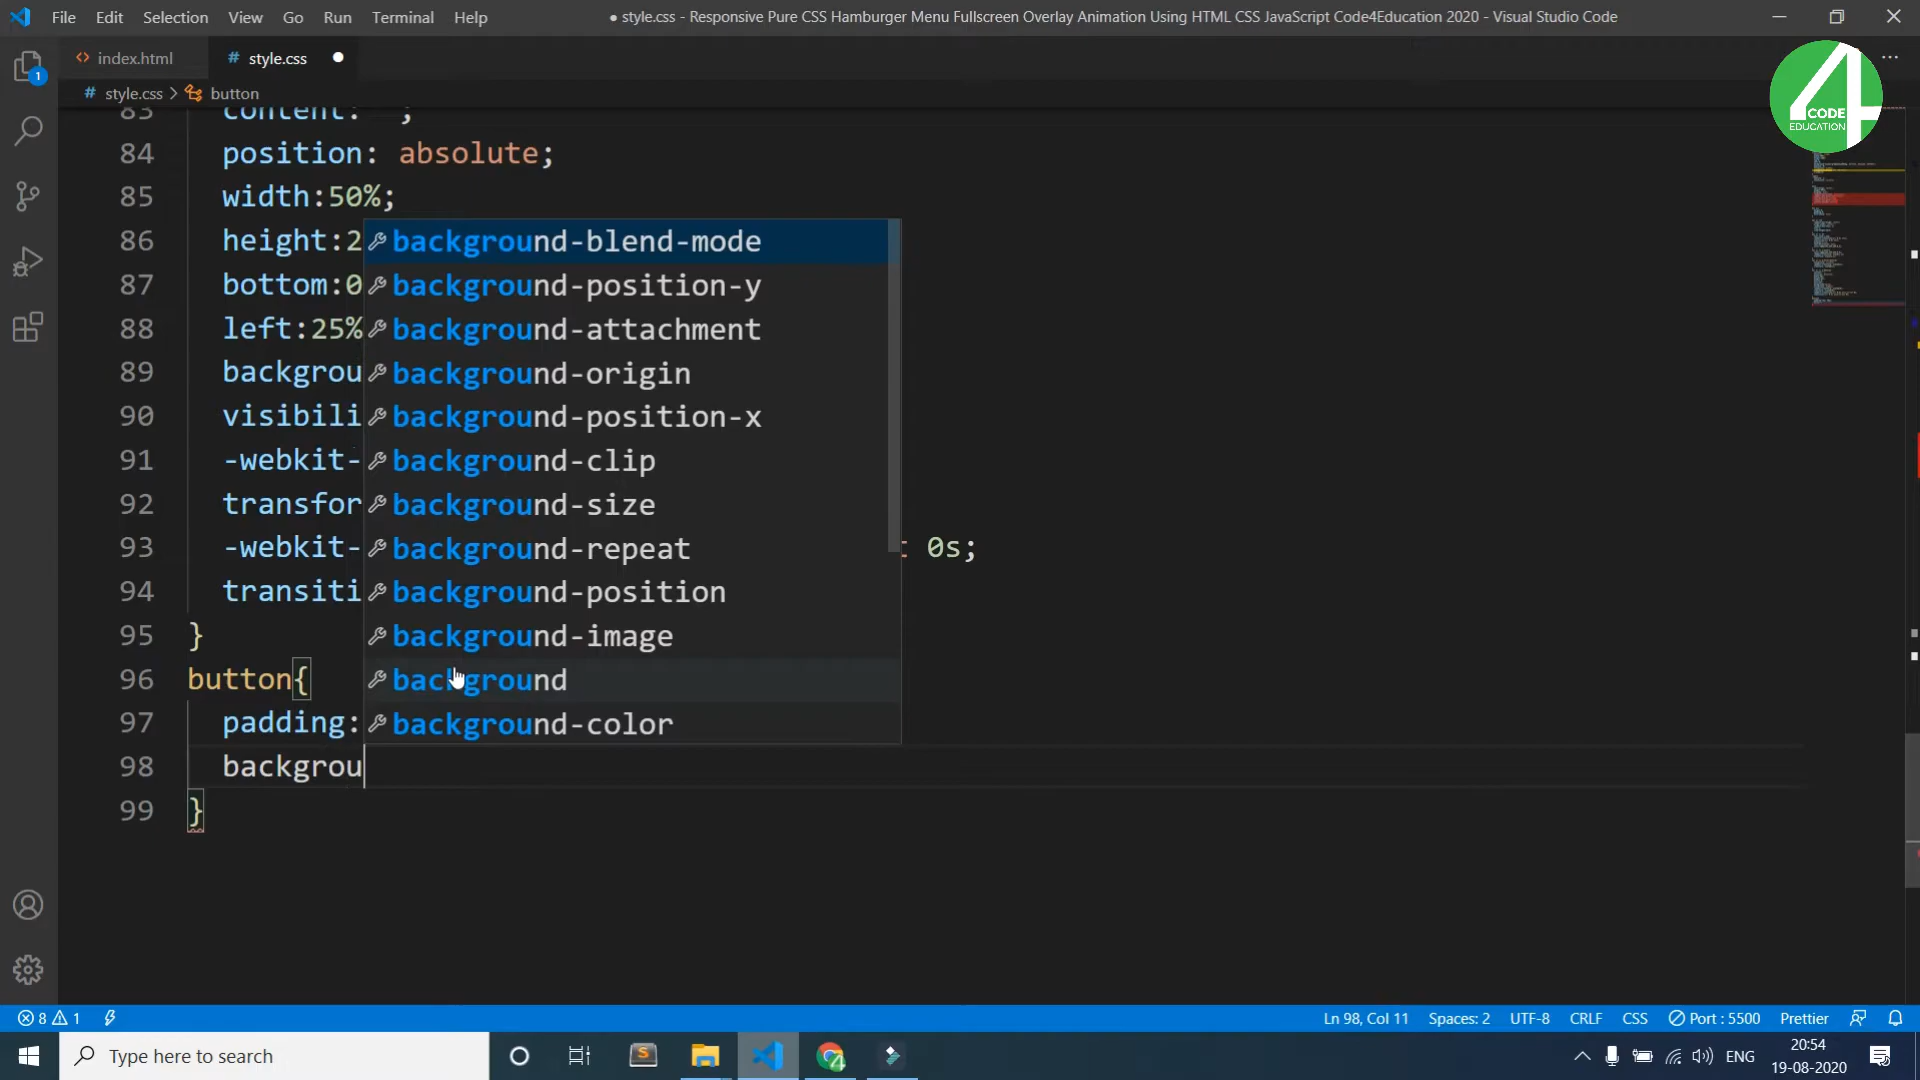 File Edit Selection View Go Run Terminal Help
● style.css - Responsive Pure CSS Hamburger Menu Fullscreen Overlay Animation Using HTML CSS JavaScript Code4Education 2020 - Visual Studio Code
index.html
# style.css ●
# style.css > button
4 CODE
EDUCATION
1
83 content:   ;
84 position: absolute;
85 width:50%;
86 height:2
87 bottom:0
88 left:25%
89 backgrou
90 visibili
91 -webkit-
92 transfor
93 -webkit- 0s;
94 transiti
95 }
96 button{
97 padding:
98 backgrou
99 }
background-blend-mode
background-position-y
background-attachment
background-origin
background-position-x
background-clip
background-size
background-repeat
background-position
background-image
background
background-color
8 1
Ln 98, Col 11 Spaces: 2 UTF-8 CRLF CSS Port : 5500 Prettier
Type here to search
ENG
20:54
19-08-2020